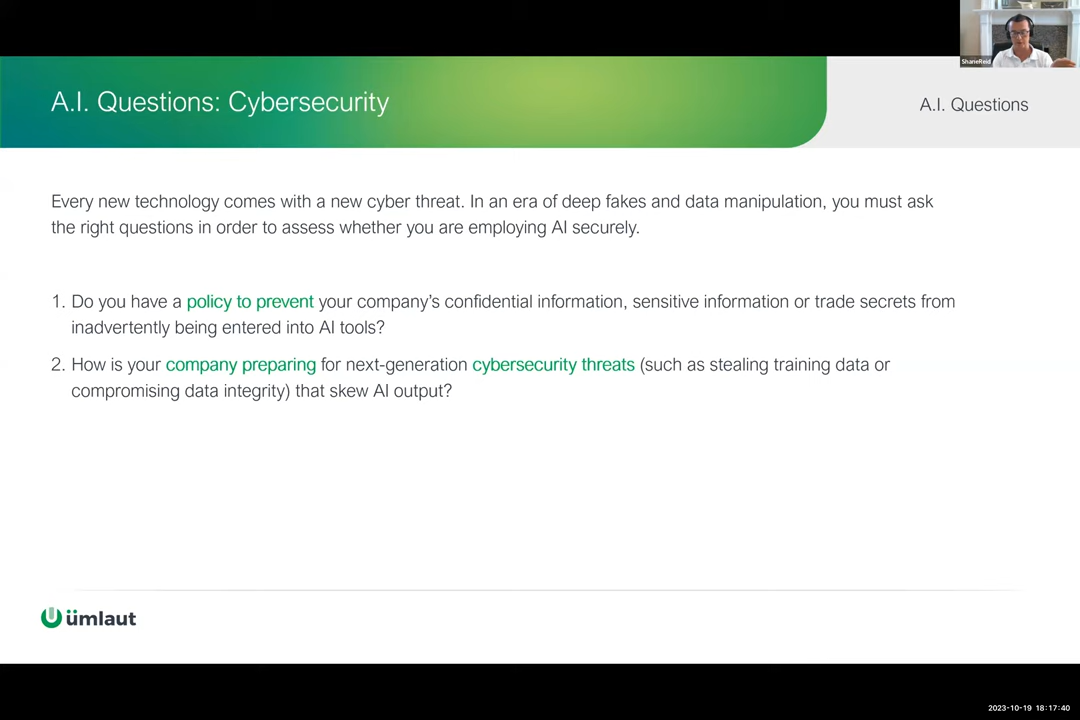 ShaneReid
A.I. Questions: Cybersecurity
A.I. Questions
Every new technology comes with a new cyber threat. In an era of deep fakes and data manipulation, you must ask
the right questions in order to assess whether you are employing AI securely.
1. Do you have a policy to prevent your company’s confidential information, sensitive information or trade secrets from
inadvertently being entered into AI tools?
2. How is your company preparing for next-generation cybersecurity threats (such as stealing training data or
compromising data integrity) that skew AI output?
ümlaut
2023-10-19 18:17:40